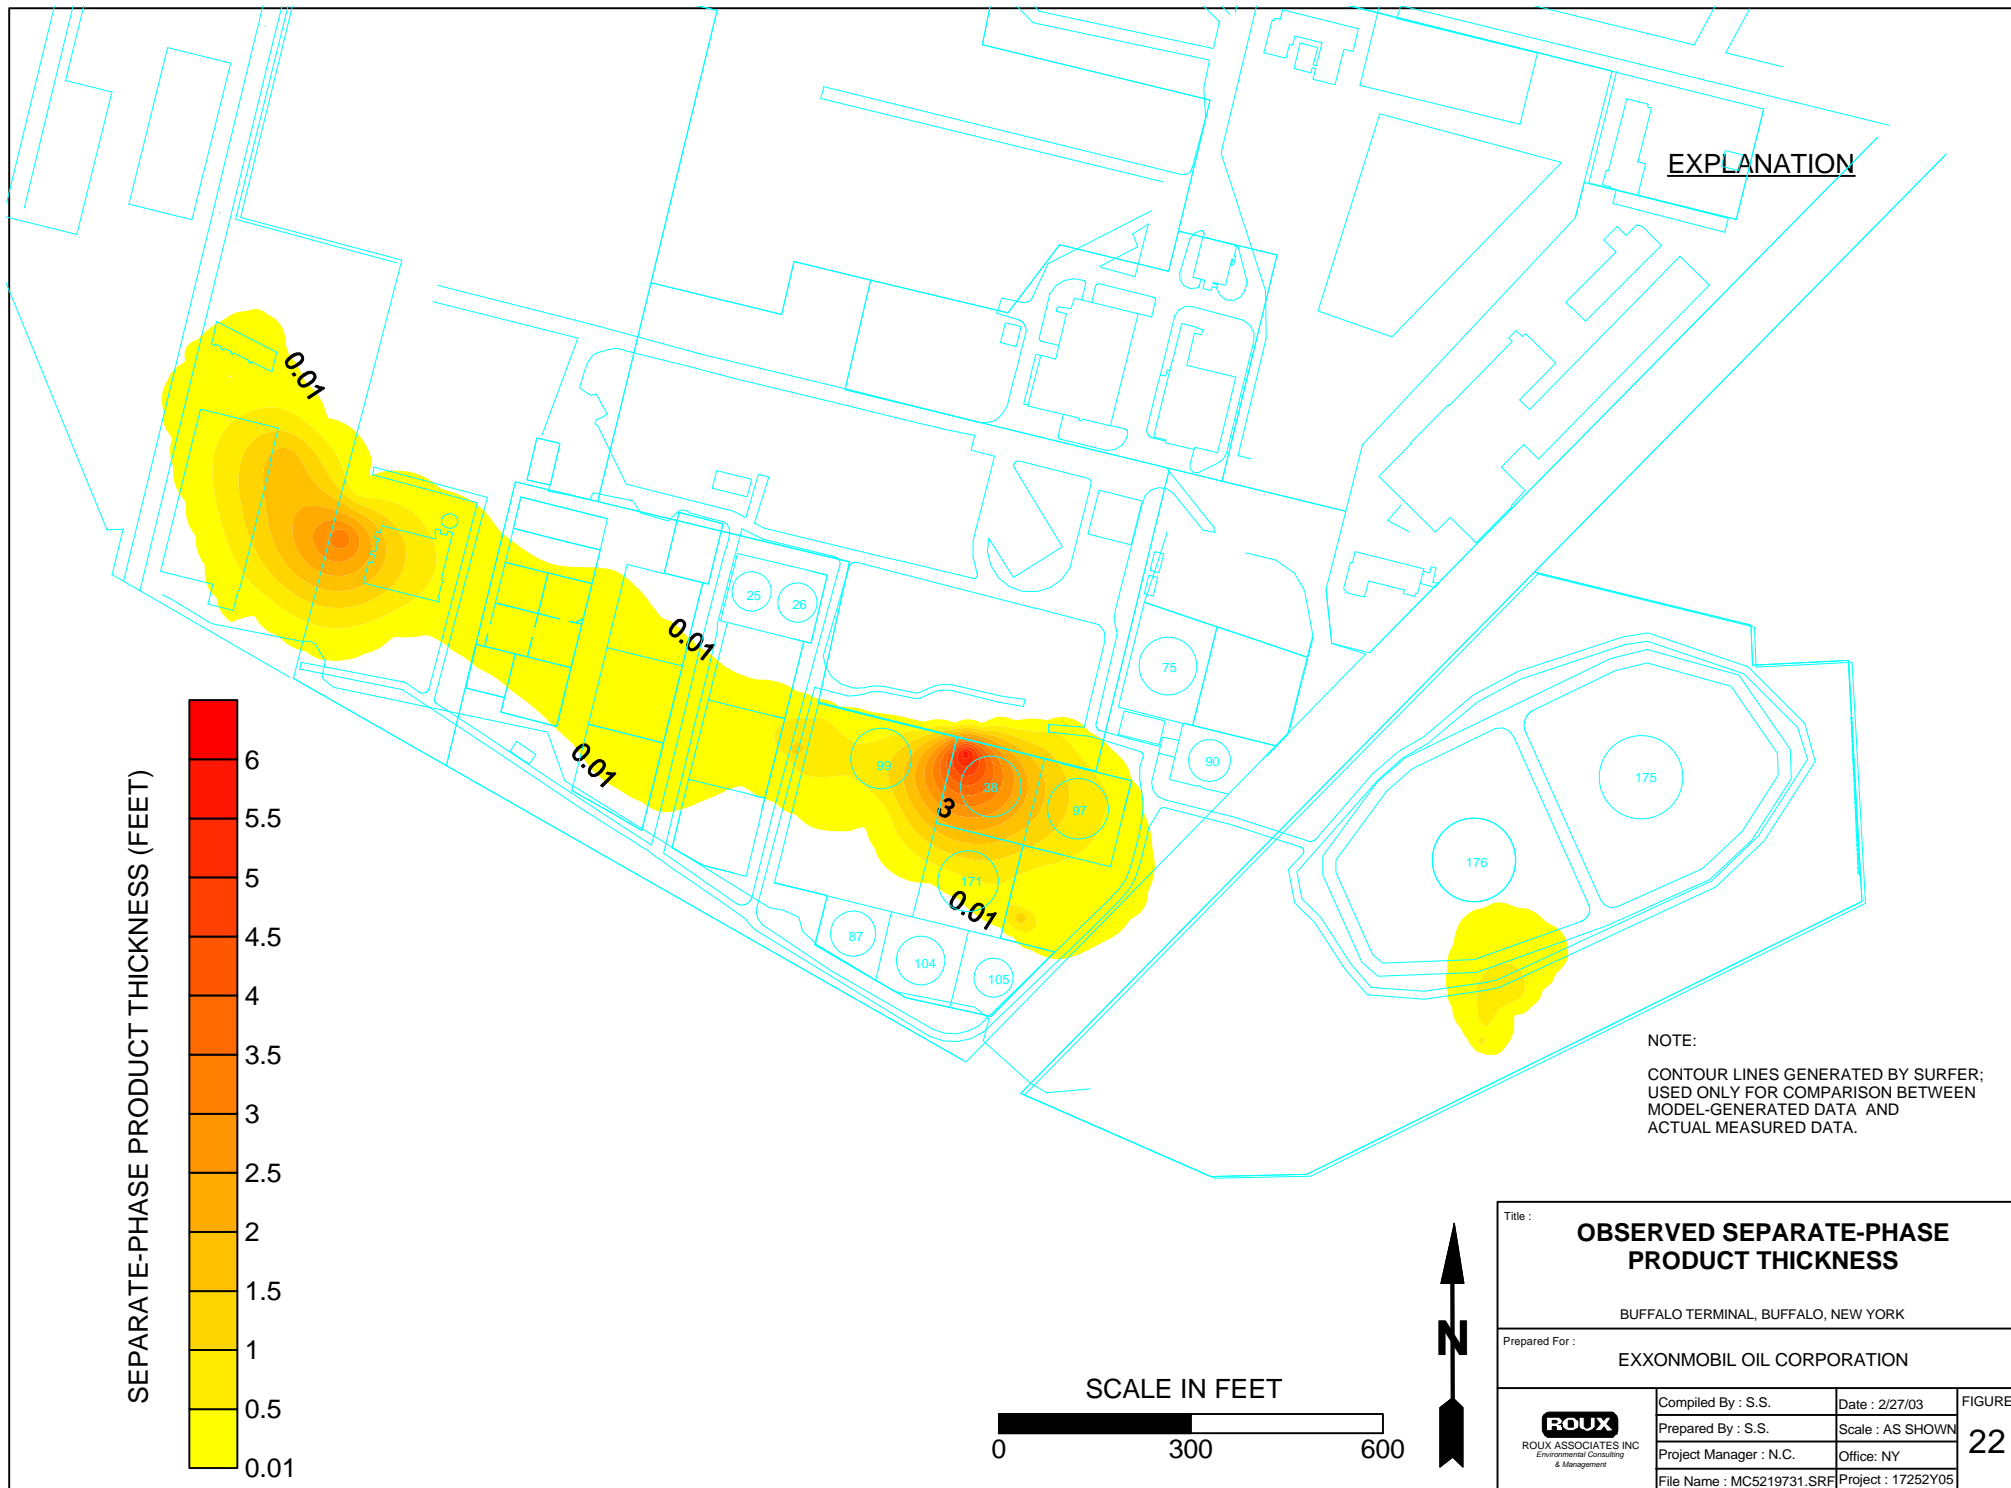 EXPLANATION
0.01
0.01
0.01
3
0.01
25
26
75
90
99
38
97
171
87
104
105
175
176
SEPARATE-PHASE PRODUCT THICKNESS (FEET)
6
5.5
5
4.5
4
3.5
3
2.5
2
1.5
1
0.5
0.01
NOTE:
CONTOUR LINES GENERATED BY SURFER;
USED ONLY FOR COMPARISON BETWEEN
MODEL-GENERATED DATA AND
ACTUAL MEASURED DATA.
N
SCALE IN FEET
0 300 600
Title :
OBSERVED SEPARATE-PHASE
PRODUCT THICKNESS
BUFFALO TERMINAL, BUFFALO, NEW YORK
Prepared For :
EXXONMOBIL OIL CORPORATION
ROUX
ROUX ASSOCIATES INC
Environmental Consulting
& Management
Compiled By : S.S.
Date : 2/27/03
Prepared By : S.S.
Scale : AS SHOWN
Project Manager : N.C.
Office: NY
File Name : MC5219731.SRF
Project : 17252Y05
FIGURE
22